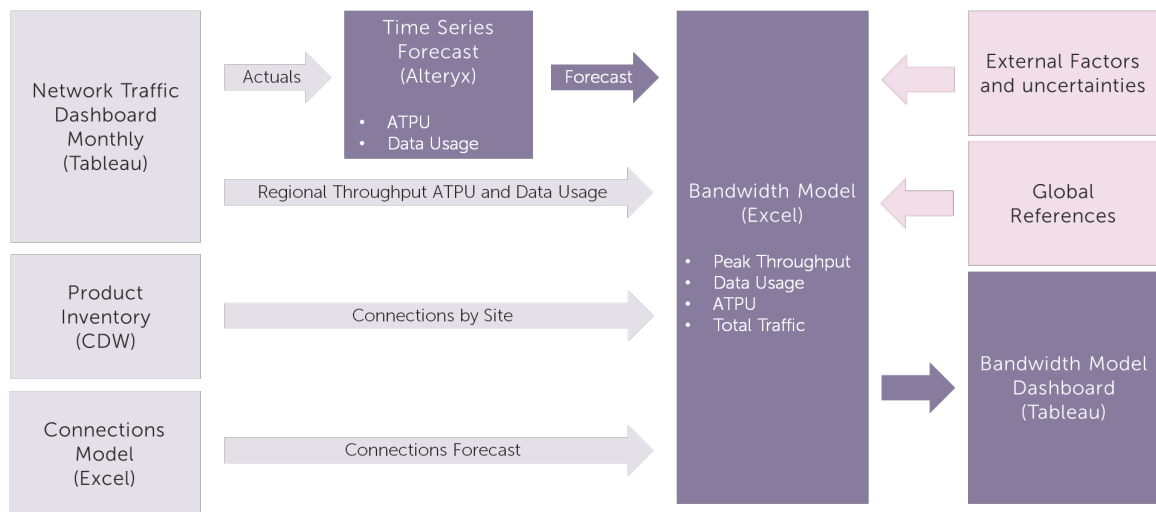 Network Traffic
Dashboard
Monthly
(Tableau)
Actuals
Time Series
Forecast
(Alteryx)
• ATPU
• Data Usage
Forecast
Regional Throughput ATPU and Data Usage
Product
Inventory
(CDW)
Connections by Site
Connections
Model
(Excel)
Connections Forecast
Bandwidth Model
(Excel)
• Peak Throughput
• Data Usage
• ATPU
• Total Traffic
External Factors
and uncertainties
Global
References
Bandwidth Model
Dashboard
(Tableau)